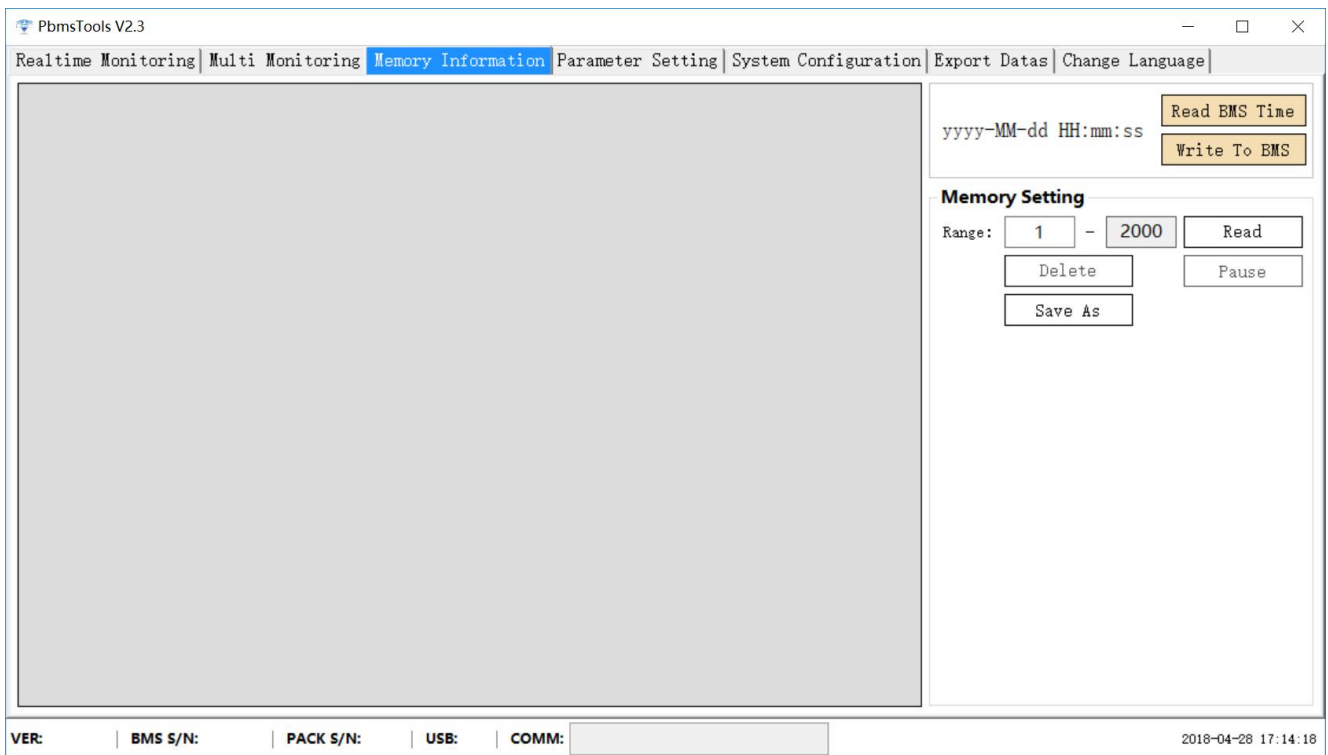 PbmsTools V2.3
Realtime Monitoring Multi Monitoring Memory Information Parameter Setting System Configuration Export Datas Change Language
yyyy-MM-dd HH:mm:ss
Read BMS Time
Write To BMS
Memory Setting
Range: 1 - 2000 Read
Delete Pause
Save As
VER: BMS S/N: PACK S/N: USB: COMM: 2018-04-28 17:14:18